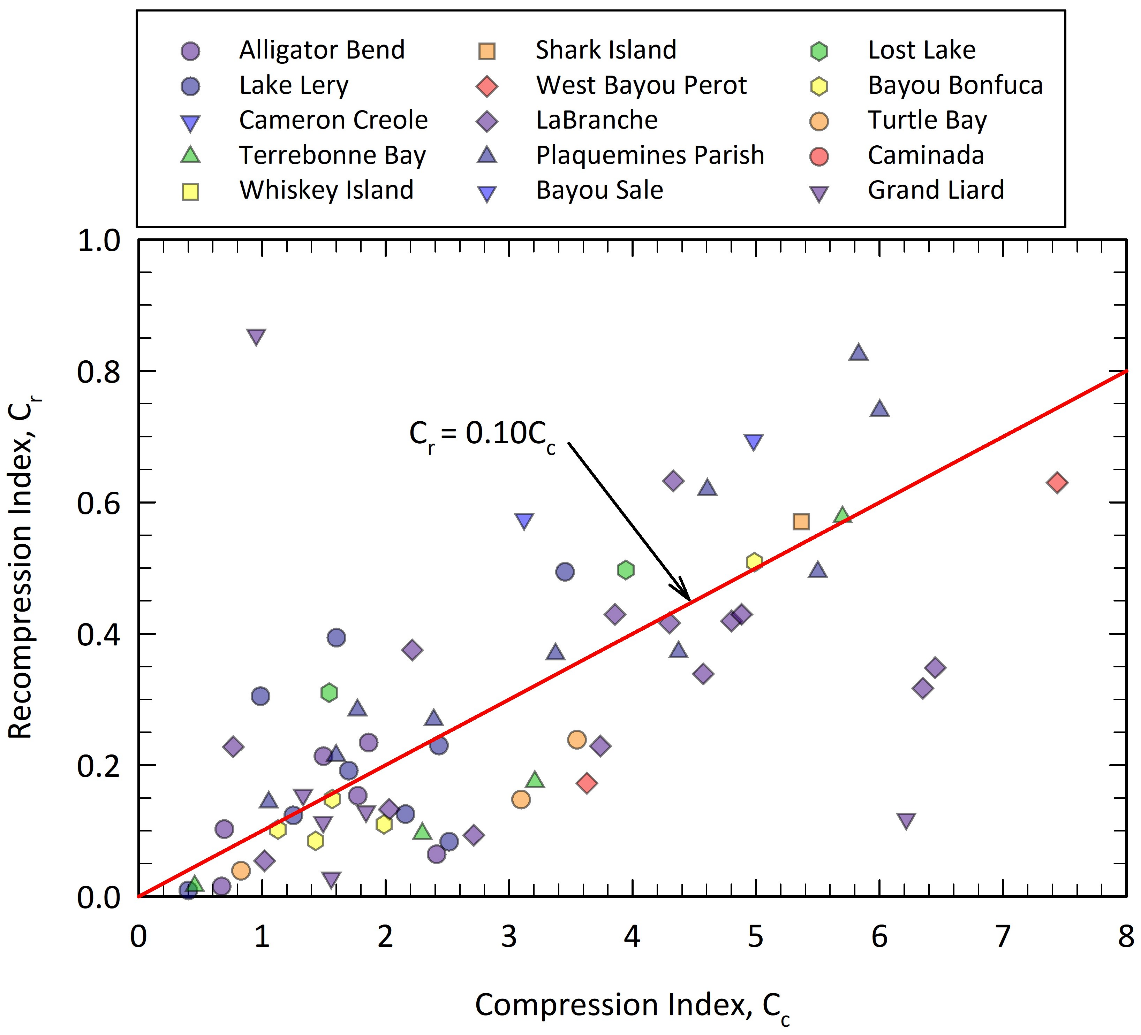 Alligator Bend Shark Island Lost Lake
Lake Lery West Bayou Perot Bayou Bonfuca
Cameron Creole LaBranche Turtle Bay
Terrebonne Bay Plaquemines Parish Caminada
Whiskey Island Bayou Sale Grand Liard
1.0
0.8
0.6
0.4
0.2
0.0
Recompression Index, Cr
Cr = 0.10Cc
0 1 2 3 4 5 6 7 8
Compression Index, Cc